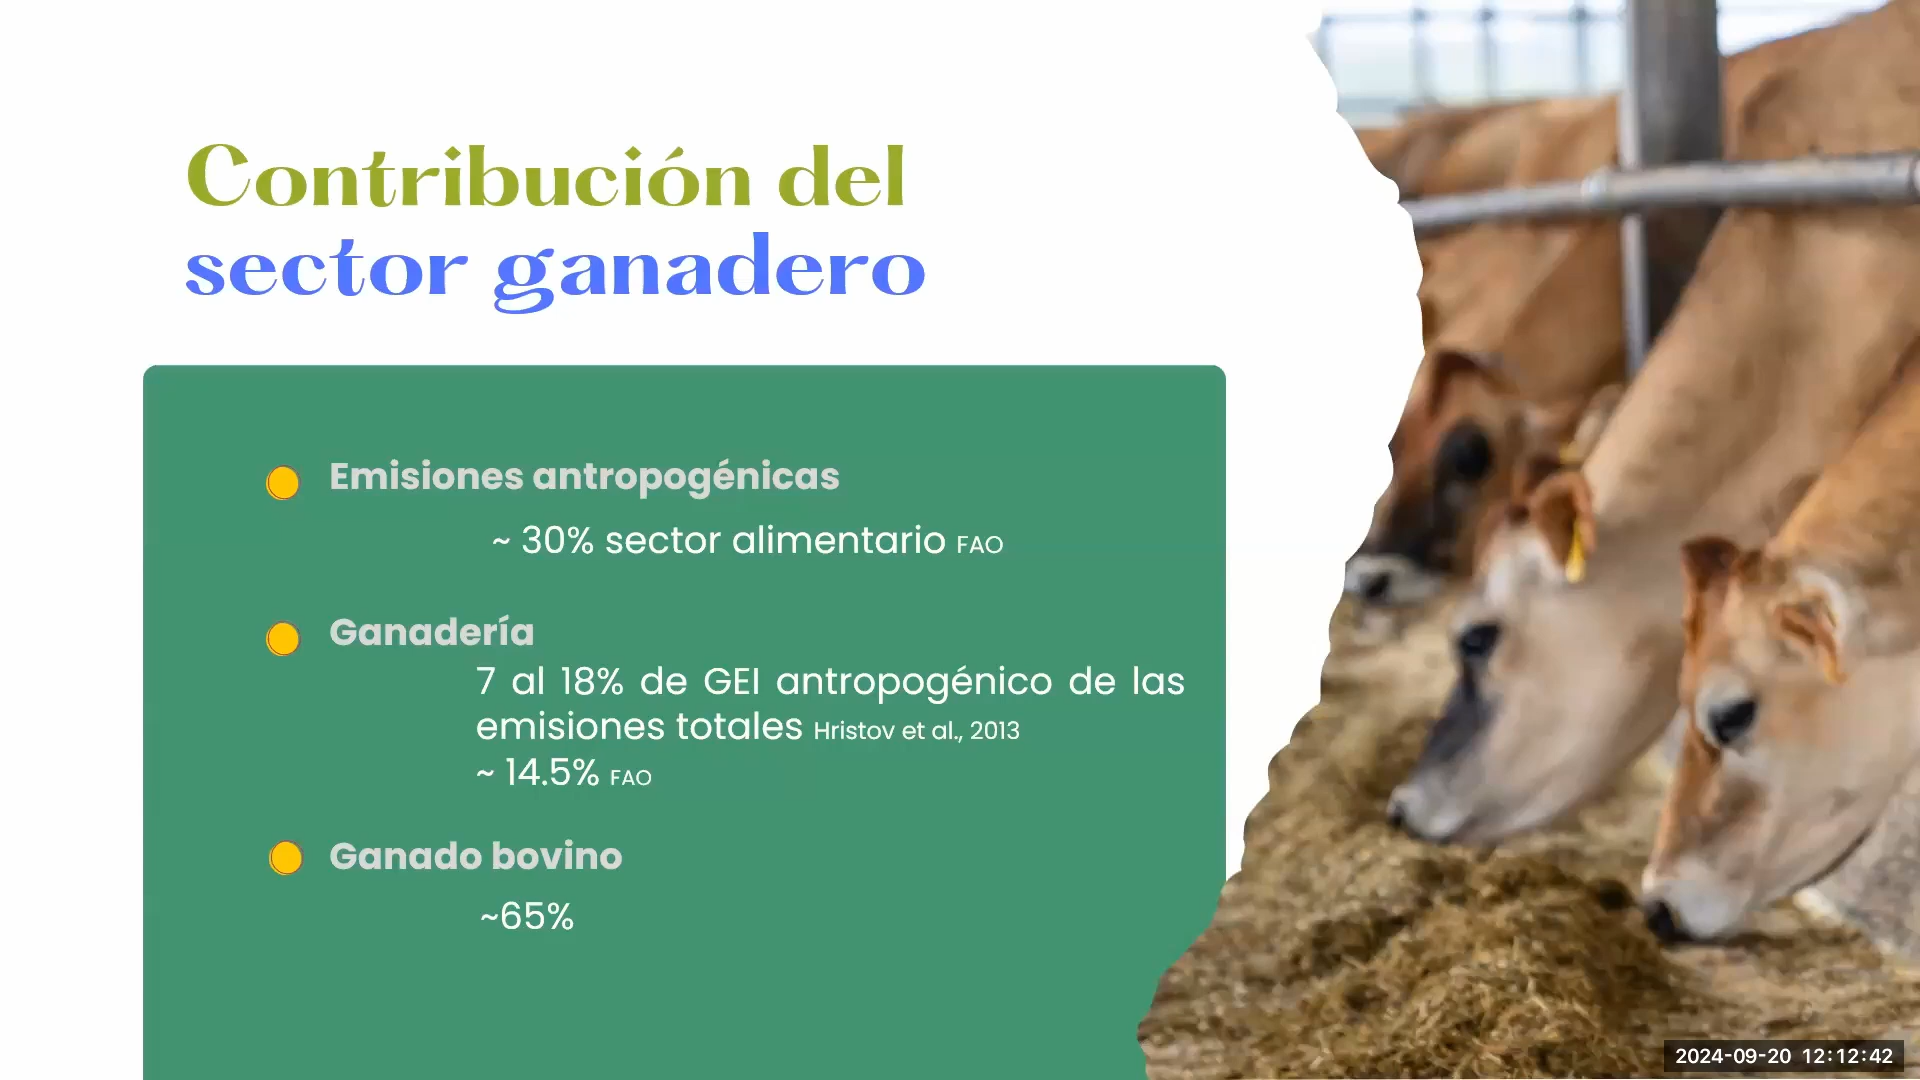 Contribución del
sector ganadero
Emisiones antropogénicas
~ 30% sector alimentario FAO
Ganadería
7 al 18% de GEI antropogénico de las
emisiones totales Hristov et al., 2013
~ 14.5% FAO
Ganado bovino
~65%
2024-09-20 12:12:42